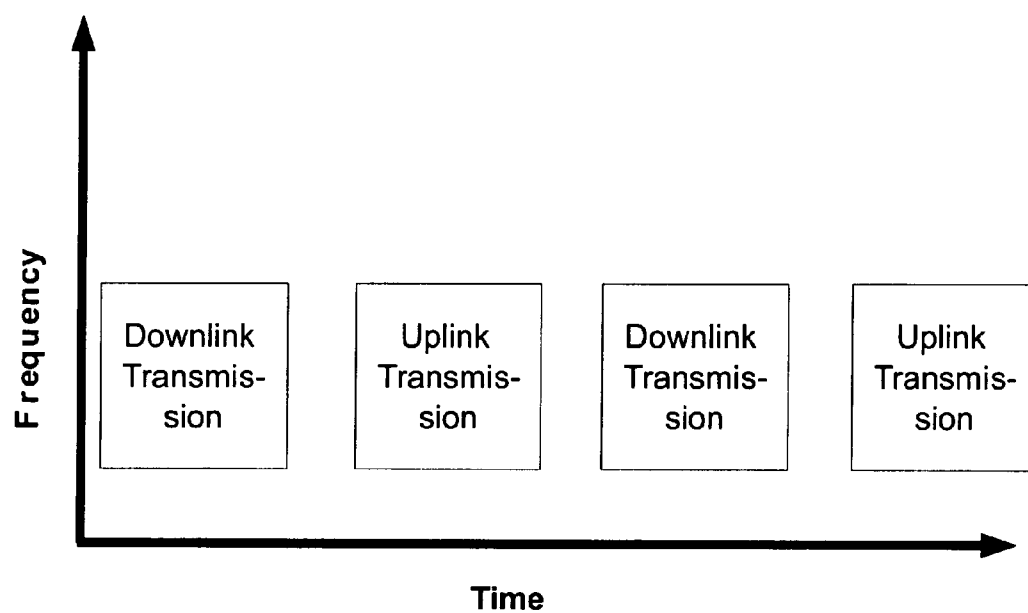 Frequency
Downlink
Transmis-
sion
Uplink
Transmis-
sion
Downlink
Transmis-
sion
Uplink
Transmis-
sion
Time